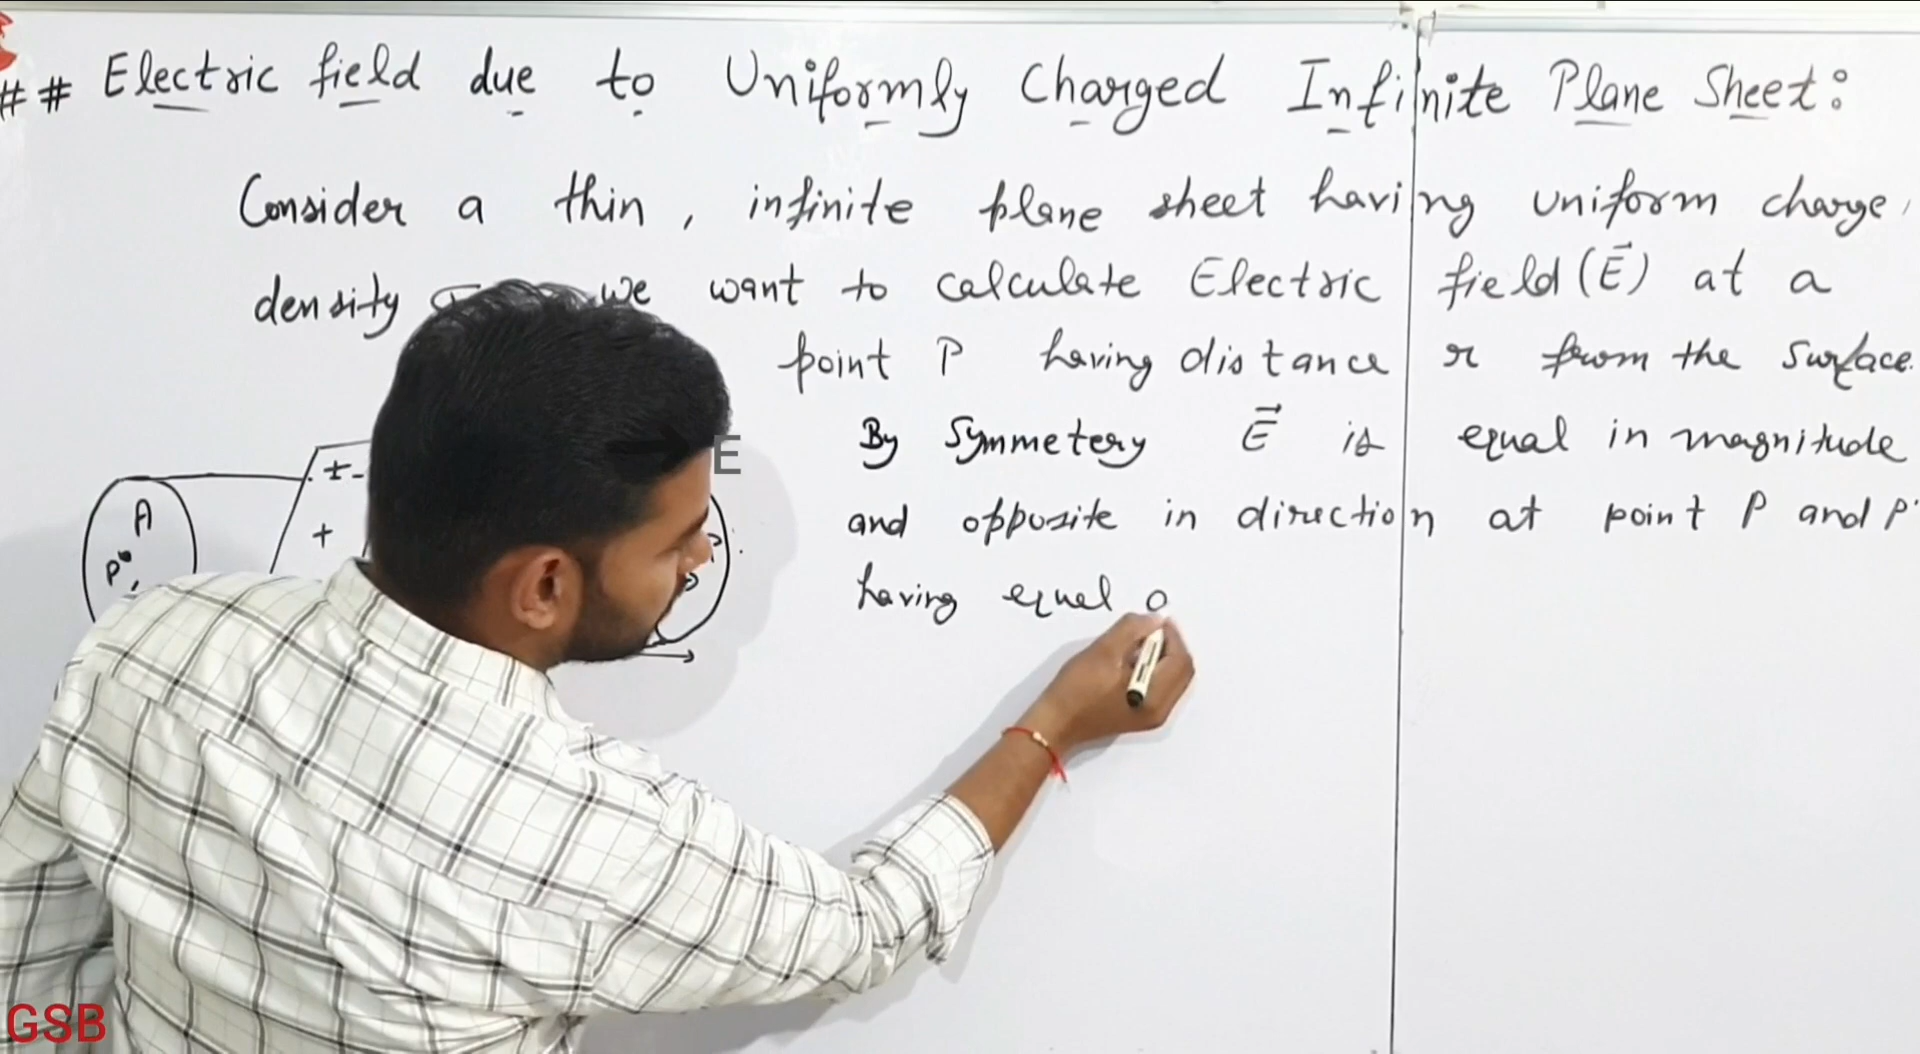 ## Electric field due to Uniformly Charged Infinite Plane Sheet:
Consider a thin, infinite plane sheet having uniform charge
density we want to calculate Electric field (E⃗) at a
point P having distance r from the surface.
By Symmetery E⃗ is equal in magnitude
and opposite in direction at point P and P'
having equal
A
P
+ -
+
E
GSB